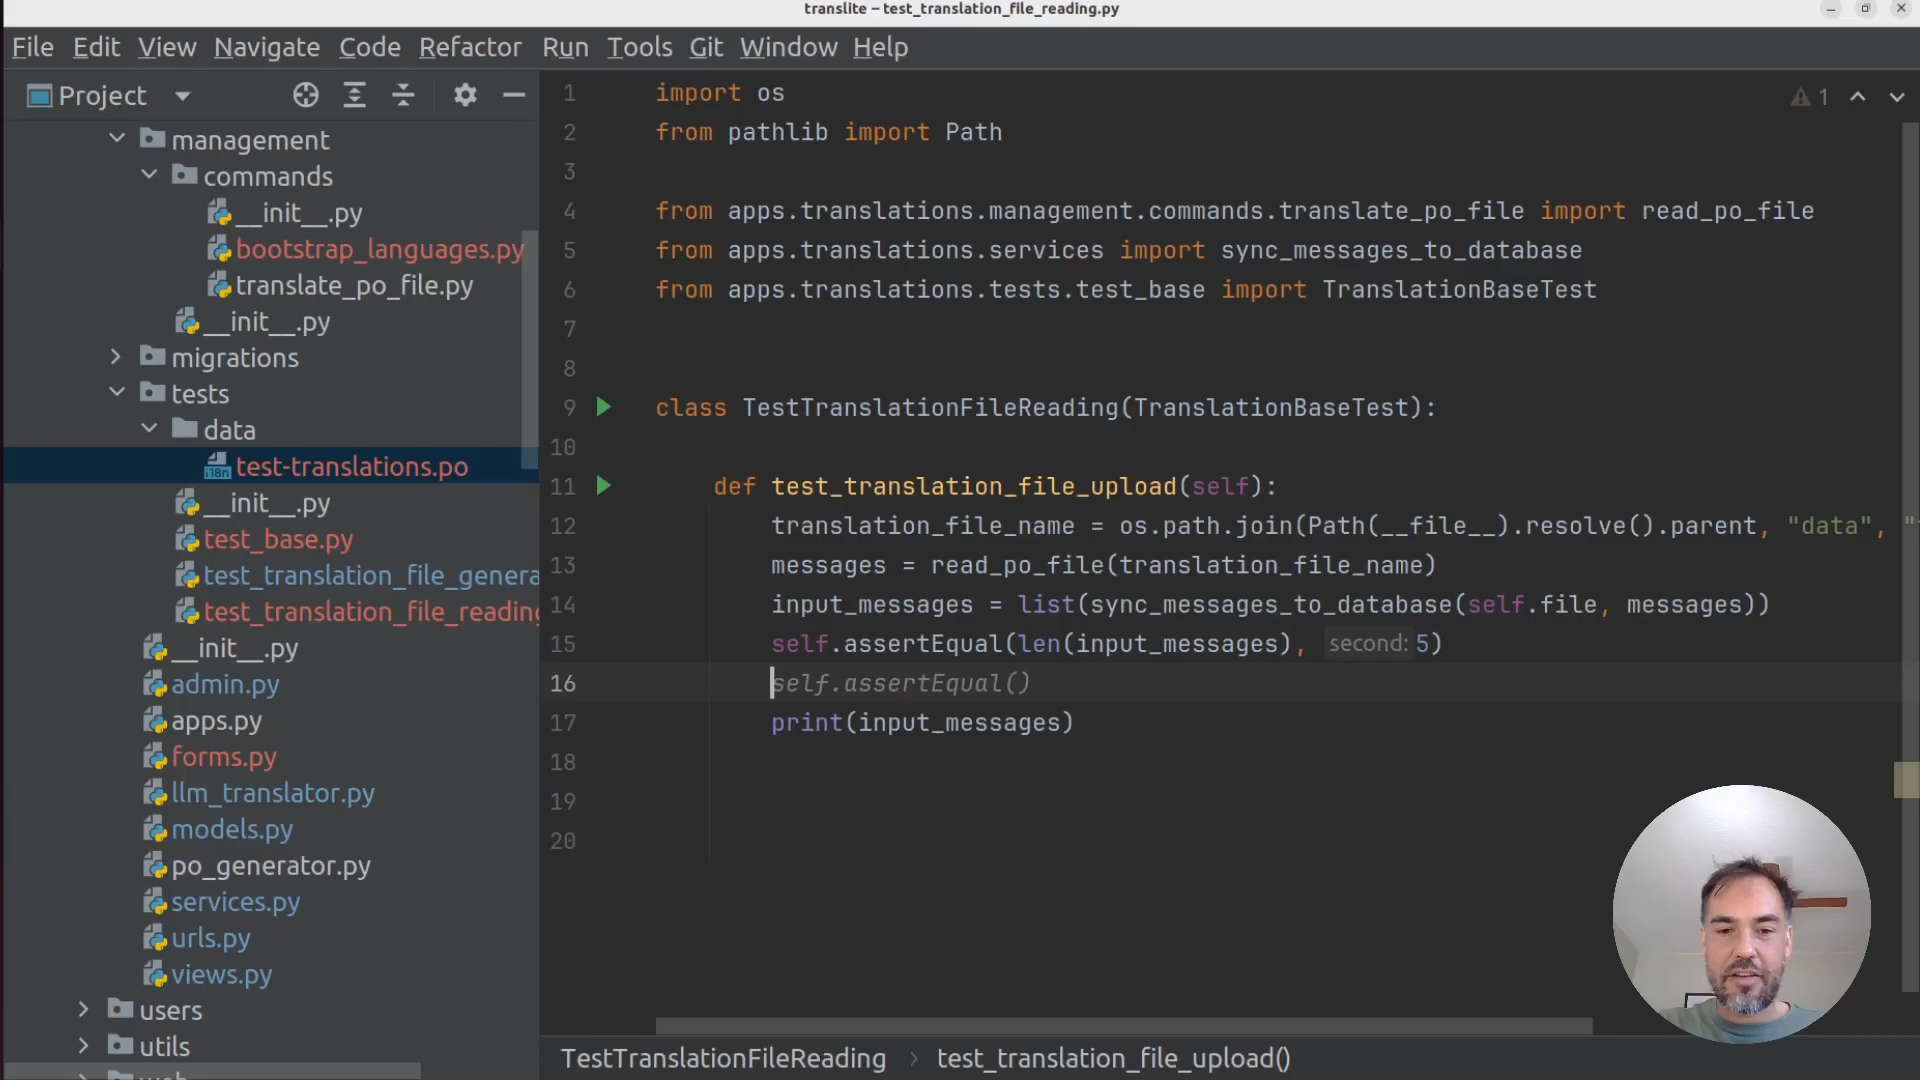 translite – test_translation_file_reading.py
File Edit View Navigate Code Refactor Run Tools Git Window Help
Project
management
commands
__init__.py
bootstrap_languages.py
translate_po_file.py
__init__.py
migrations
tests
data
test-translations.po
__init__.py
test_base.py
test_translation_file_genera
test_translation_file_reading
__init__.py
admin.py
apps.py
forms.py
llm_translator.py
models.py
po_generator.py
services.py
urls.py
views.py
users
utils
1
1 import os
2 from pathlib import Path
3
4 from apps.translations.management.commands.translate_po_file import read_po_file
5 from apps.translations.services import sync_messages_to_database
6 from apps.translations.tests.test_base import TranslationBaseTest
7
8
9 class TestTranslationFileReading(TranslationBaseTest):
10
11 def test_translation_file_upload(self):
12 translation_file_name = os.path.join(Path(__file__).resolve().parent, "data", "
13 messages = read_po_file(translation_file_name)
14 input_messages = list(sync_messages_to_database(self.file, messages))
15 self.assertEqual(len(input_messages), second: 5)
16 self.assertEqual()
17 print(input_messages)
18
19
20
TestTranslationFileReading › test_translation_file_upload()